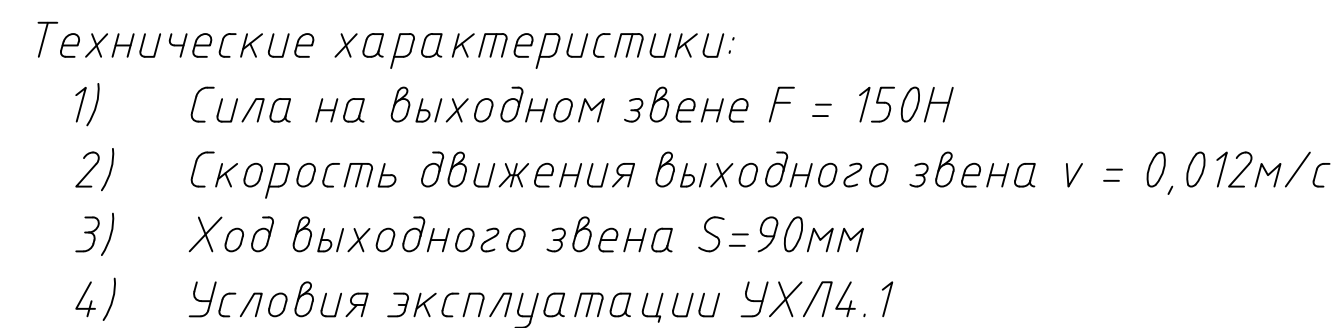 Технические характеристики:
1) Сила на выходном звене F = 150Н
2) Скорость движения выходного звена v = 0,012м/с
3) Ход выходного звена S=90мм
4) Условия эксплуатации УХЛ4.1